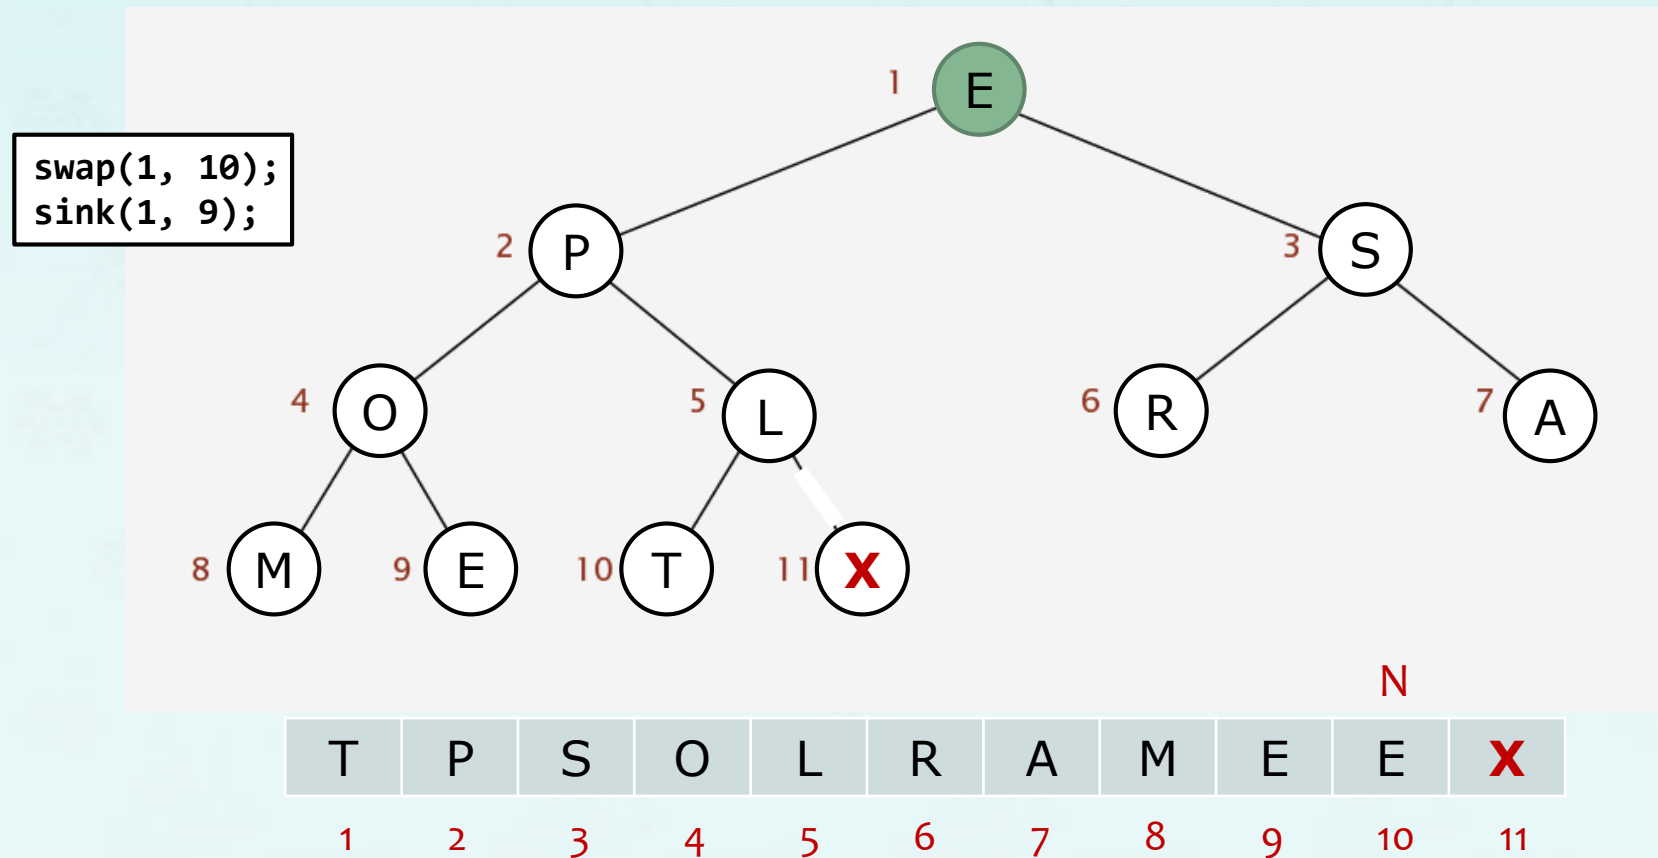 1 E
swap(1, 10);
sink(1, 9);
2 P 3 S
4 O 5 L 6 R 7 A
8 M 9 E 10 T 11 X
N
T P S O L R A M E E X
1 2 3 4 5 6 7 8 9 10 11